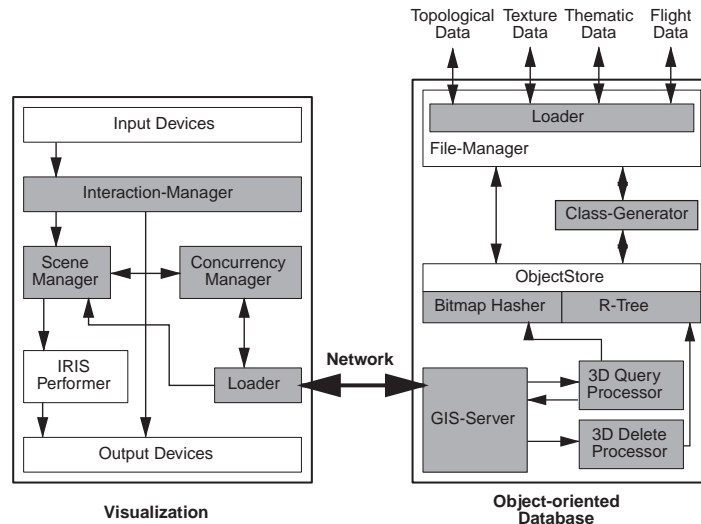 Topological
Data
Texture
Data
Thematic
Data
Flight
Data
Input Devices
Interaction-Manager
Scene
Manager
Concurrency
Manager
IRIS
Performer
Loader
Output Devices
Visualization
Network
Loader
File-Manager
Class-Generator
ObjectStore
Bitmap Hasher
R-Tree
GIS-Server
3D Query
Processor
3D Delete
Processor
Object-oriented
Database